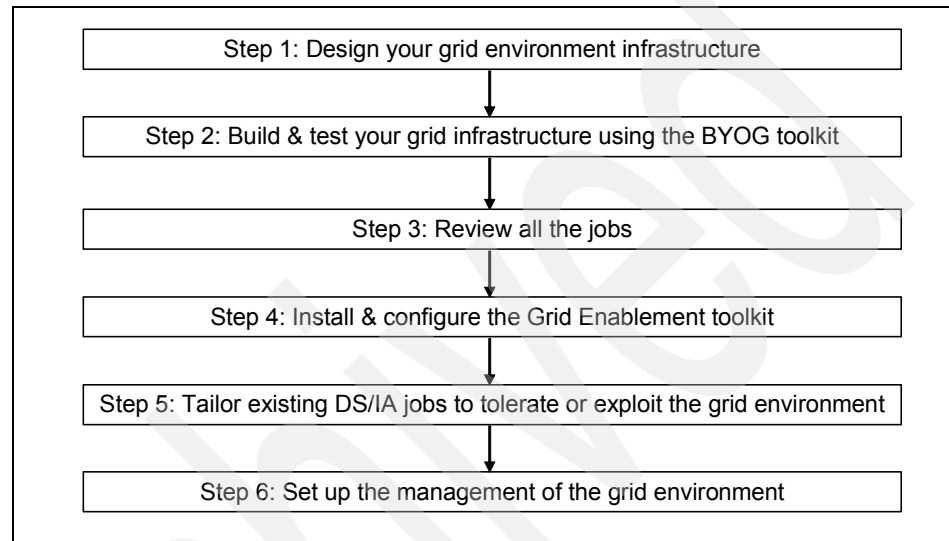 Step 1: Design your grid environment infrastructure
Step 2: Build & test your grid infrastructure using the BYOG toolkit
Step 3: Review all the jobs
Step 4: Install & configure the Grid Enablement toolkit
Step 5: Tailor existing DS/IA jobs to tolerate or exploit the grid environment
Step 6: Set up the management of the grid environment
hived